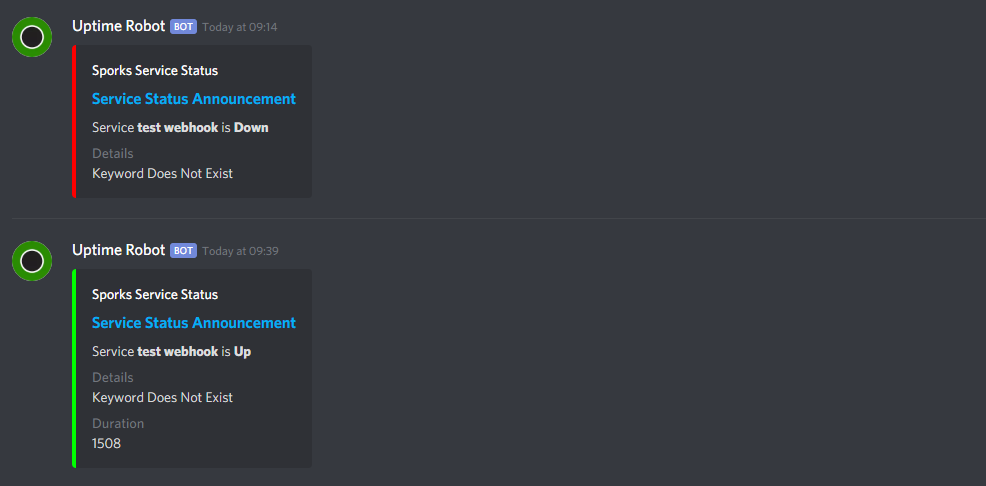 Uptime Robot BOT Today at 09:14
Sporks Service Status
Service Status Announcement
Service test webhook is Down
Details
Keyword Does Not Exist
Uptime Robot BOT Today at 09:39
Sporks Service Status
Service Status Announcement
Service test webhook is Up
Details
Keyword Does Not Exist
Duration
1508